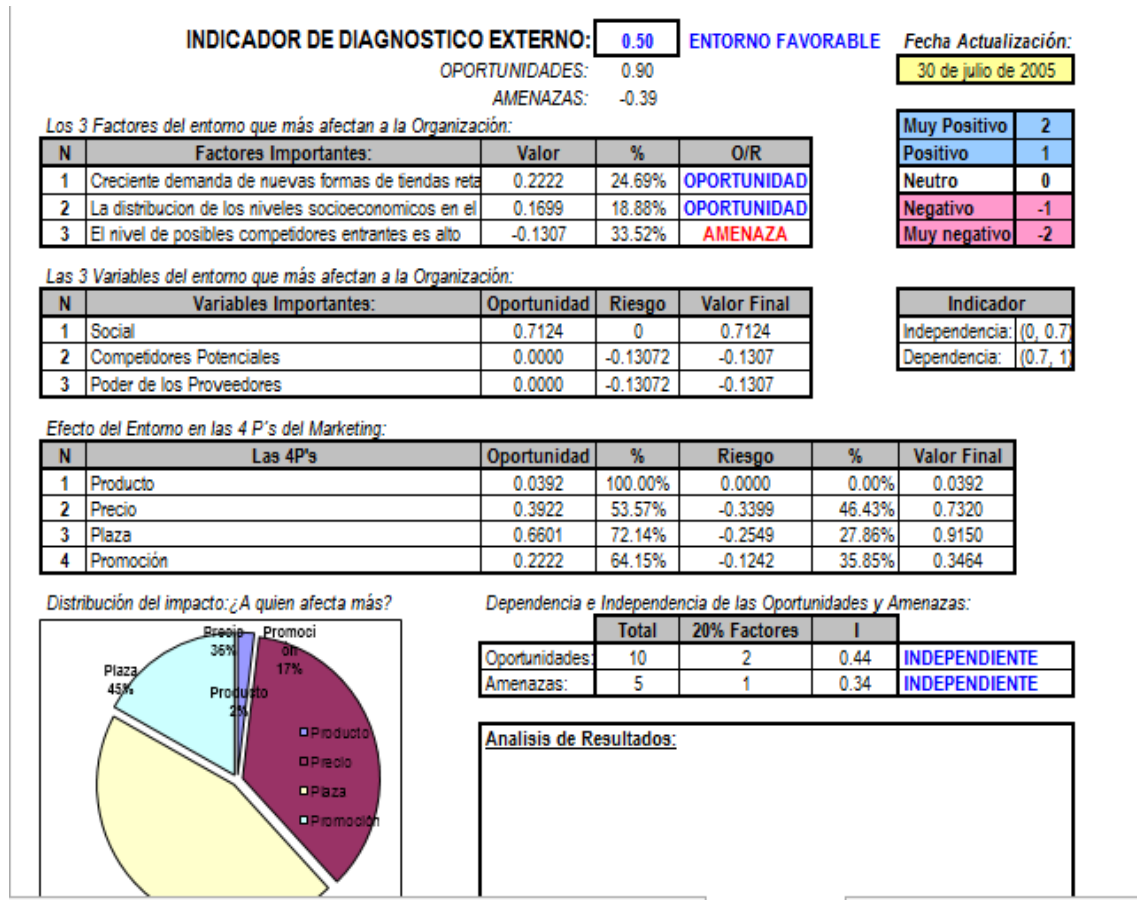 INDICADOR DE DIAGNOSTICO EXTERNO: 0.50 ENTORNO FAVORABLE Fecha Actualización:
OPORTUNIDADES: 0.90 30 de julio de 2005
AMENAZAS: -0.39
Los 3 Factores del entorno que más afectan a la Organización:
N Factores Importantes: Valor % O/R
1 Creciente demanda de nuevas formas de tiendas reta 0.2222 24.69% OPORTUNIDAD
2 La distribucion de los niveles socioeconomicos en el 0.1699 18.88% OPORTUNIDAD
3 El nivel de posibles competidores entrantes es alto -0.1307 33.52% AMENAZA
Muy Positivo 2
Positivo 1
Neutro 0
Negativo -1
Muy negativo -2
Las 3 Variables del entorno que más afectan a la Organización:
N Variables Importantes: Oportunidad Riesgo Valor Final
1 Social 0.7124 0 0.7124
2 Competidores Potenciales 0.0000 -0.13072 -0.1307
3 Poder de los Proveedores 0.0000 -0.13072 -0.1307
Indicador
Independencia: (0, 0.7)
Dependencia: (0.7, 1)
Efecto del Entorno en las 4 P's del Marketing:
N Las 4P's Oportunidad % Riesgo % Valor Final
1 Producto 0.0392 100.00% 0.0000 0.00% 0.0392
2 Precio 0.3922 53.57% -0.3399 46.43% 0.7320
3 Plaza 0.6601 72.14% -0.2549 27.86% 0.9150
4 Promoción 0.2222 64.15% -0.1242 35.85% 0.3464
Distribución del impacto:¿A quien afecta más?
Precio
36%
Promoci
ón
17%
Plaza
45%
Producto
2%
Producto
Precio
Plaza
Promoción
Dependencia e Independencia de las Oportunidades y Amenazas:
Total 20% Factores I
Oportunidades: 10 2 0.44 INDEPENDIENTE
Amenazas: 5 1 0.34 INDEPENDIENTE
Analisis de Resultados: